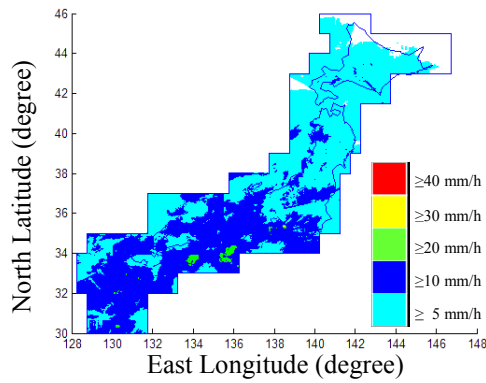 46
44
42
40
38
36
34
32
30
North Latitude (degree)
≥40 mm/h
≥30 mm/h
≥20 mm/h
≥10 mm/h
≥ 5 mm/h
128 130 132 134 136 138 140 142 144 146 148
East Longitude (degree)